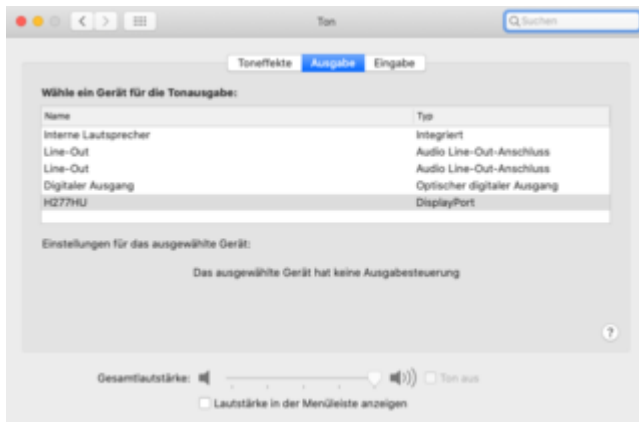 Ton
Suchen
Toneffekte Ausgabe Eingabe
Wähle ein Gerät für die Tonausgabe:
Name Typ
Interne Lautsprecher Integriert
Line-Out Audio Line-Out-Anschluss
Line-Out Audio Line-Out-Anschluss
Digitaler Ausgang Optischer digitaler Ausgang
H277HU DisplayPort
Einstellungen für das ausgewählte Gerät:
Das ausgewählte Gerät hat keine Ausgabesteuerung
?
Gesamtlautstärke: Ton aus
Lautstärke in der Menüleiste anzeigen